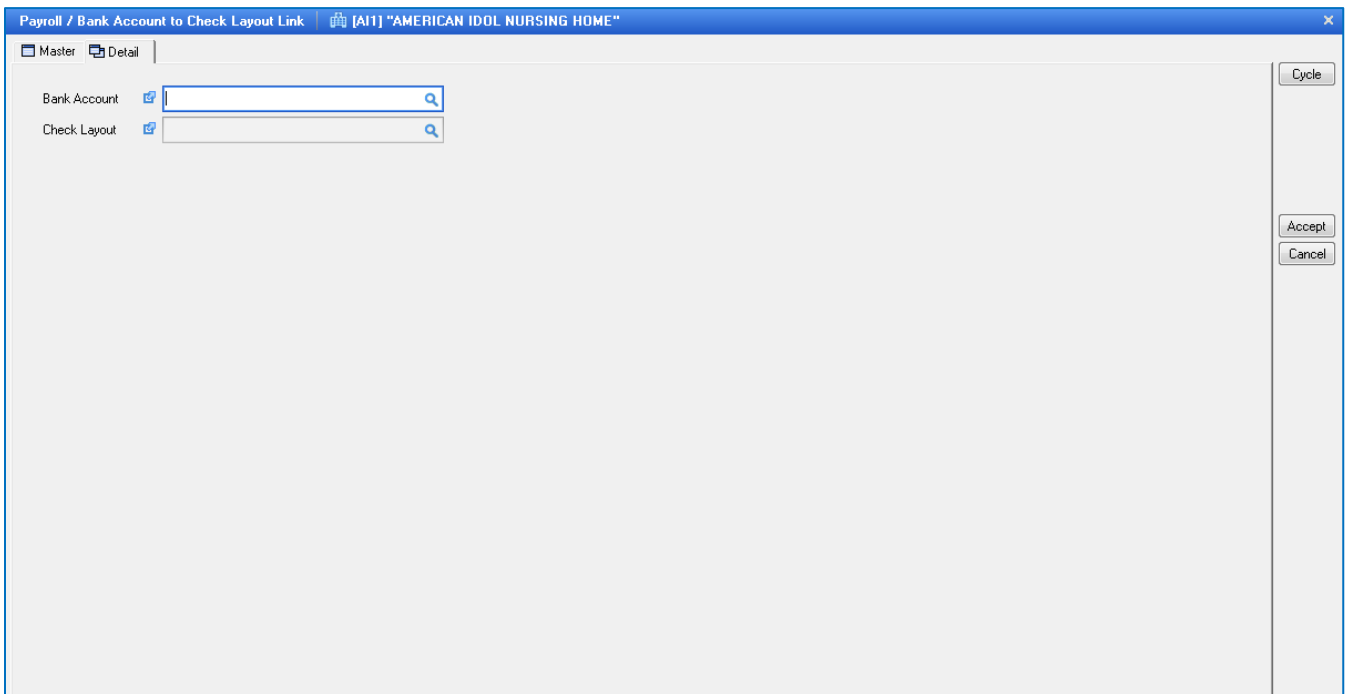 Payroll / Bank Account to Check Layout Link [AI1] "AMERICAN IDOL NURSING HOME"
Master Detail
Cycle
Bank Account
Check Layout
Accept
Cancel